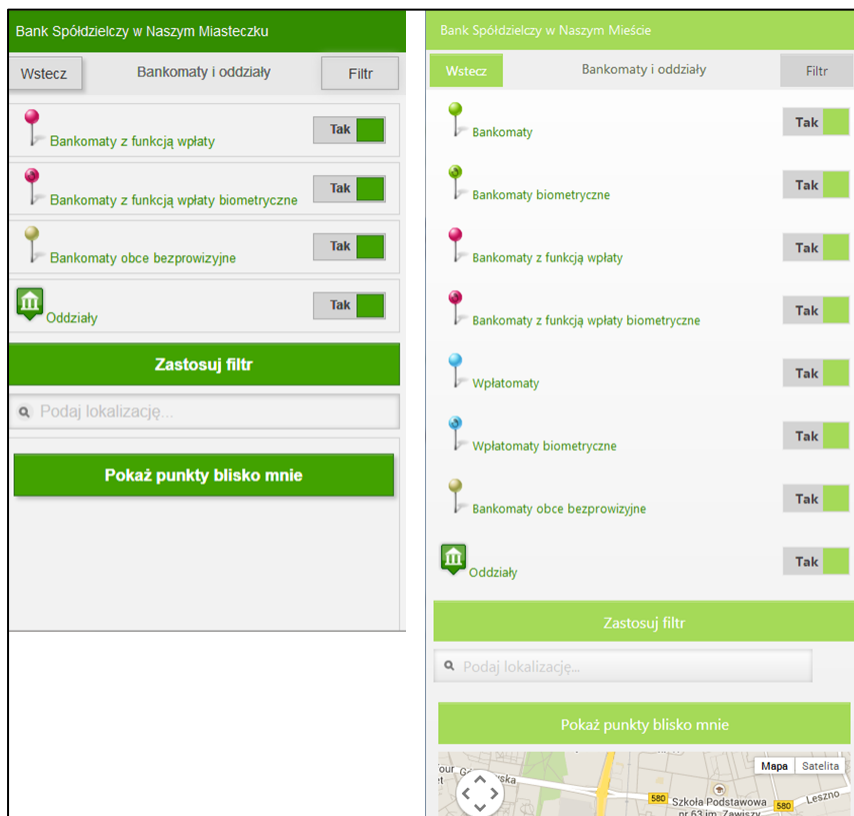 Bank Spółdzielczy w Naszym Miasteczku
Wstecz
Bankomaty i oddziały
Filtr
Bankomaty z funkcją wpłaty
Tak
Bankomaty z funkcją wpłaty biometryczne
Tak
Bankomaty obce bezprowizyjne
Tak
Oddziały
Tak
Zastosuj filtr
Podaj lokalizację...
Pokaż punkty blisko mnie
Bank Spółdzielczy w Naszym Mieście
Wstecz
Bankomaty i oddziały
Filtr
Bankomaty
Tak
Bankomaty biometryczne
Tak
Bankomaty z funkcją wpłaty
Tak
Bankomaty z funkcją wpłaty biometryczne
Tak
Wpłatomaty
Tak
Wpłatomaty biometryczne
Tak
Bankomaty obce bezprowizyjne
Tak
Oddziały
Tak
Zastosuj filtr
Podaj lokalizację...
Pokaż punkty blisko mnie
Mapa
Satelita
580
Szkoła Podstawowa
nr 63 im. Zawiszy
580
Leszno